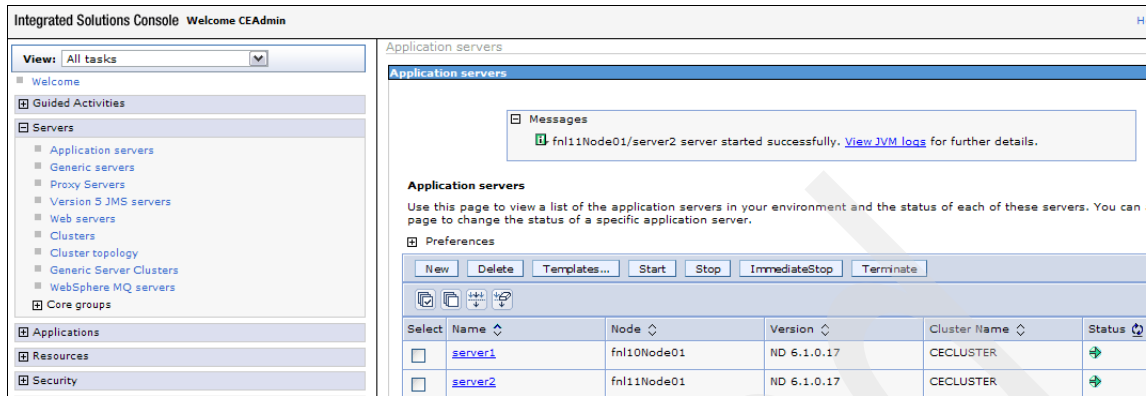 Integrated Solutions Console Welcome CEAdmin
View: All tasks
Welcome
Guided Activities
Servers
Application servers
Generic servers
Proxy Servers
Version 5 JMS servers
Web servers
Clusters
Cluster topology
Generic Server Clusters
WebSphere MQ servers
Core groups
Applications
Resources
Security
Application servers
Application servers
Messages
fnl11Node01/server2 server started successfully. View JVM logs for further details.
Application servers
Use this page to view a list of the application servers in your environment and the status of each of these servers. You can
page to change the status of a specific application server.
Preferences
New Delete Templates... Start Stop ImmediateStop Terminate
Select Name Node Version Cluster Name Status
server1 fnl10Node01 ND 6.1.0.17 CECLUSTER
server2 fnl11Node01 ND 6.1.0.17 CECLUSTER